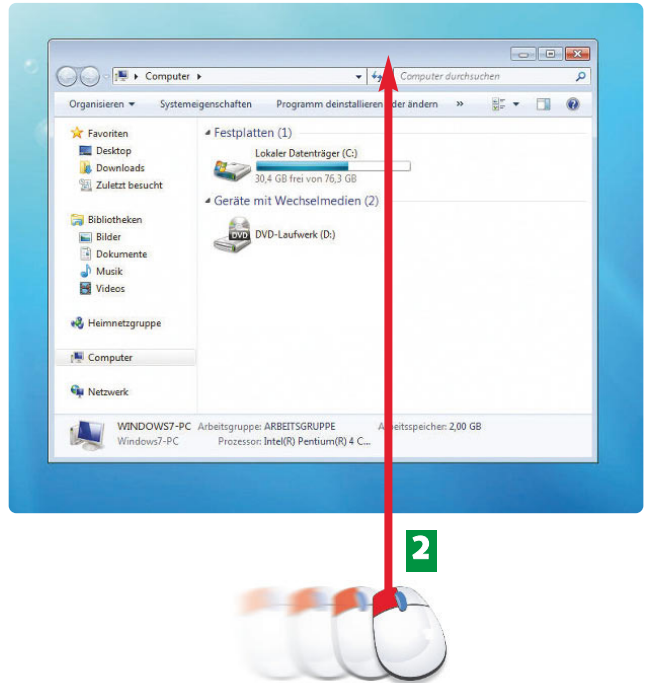 Computer
Computer durchsuchen
Organisieren Systemeigenschaften Programm deinstallieren oder ändern »
Favoriten
Desktop
Downloads
Zuletzt besucht
Bibliotheken
Bilder
Dokumente
Musik
Videos
Heimnetzgruppe
Computer
Netzwerk
Festplatten (1)
Lokaler Datenträger (C:)
30,4 GB frei von 76,3 GB
Geräte mit Wechselmedien (2)
DVD
DVD-Laufwerk (D:)
WINDOWS7-PC Arbeitsgruppe: ARBEITSGRUPPE Arbeitsspeicher: 2,00 GB
Windows7-PC Prozessor: Intel(R) Pentium(R) 4 C...
2